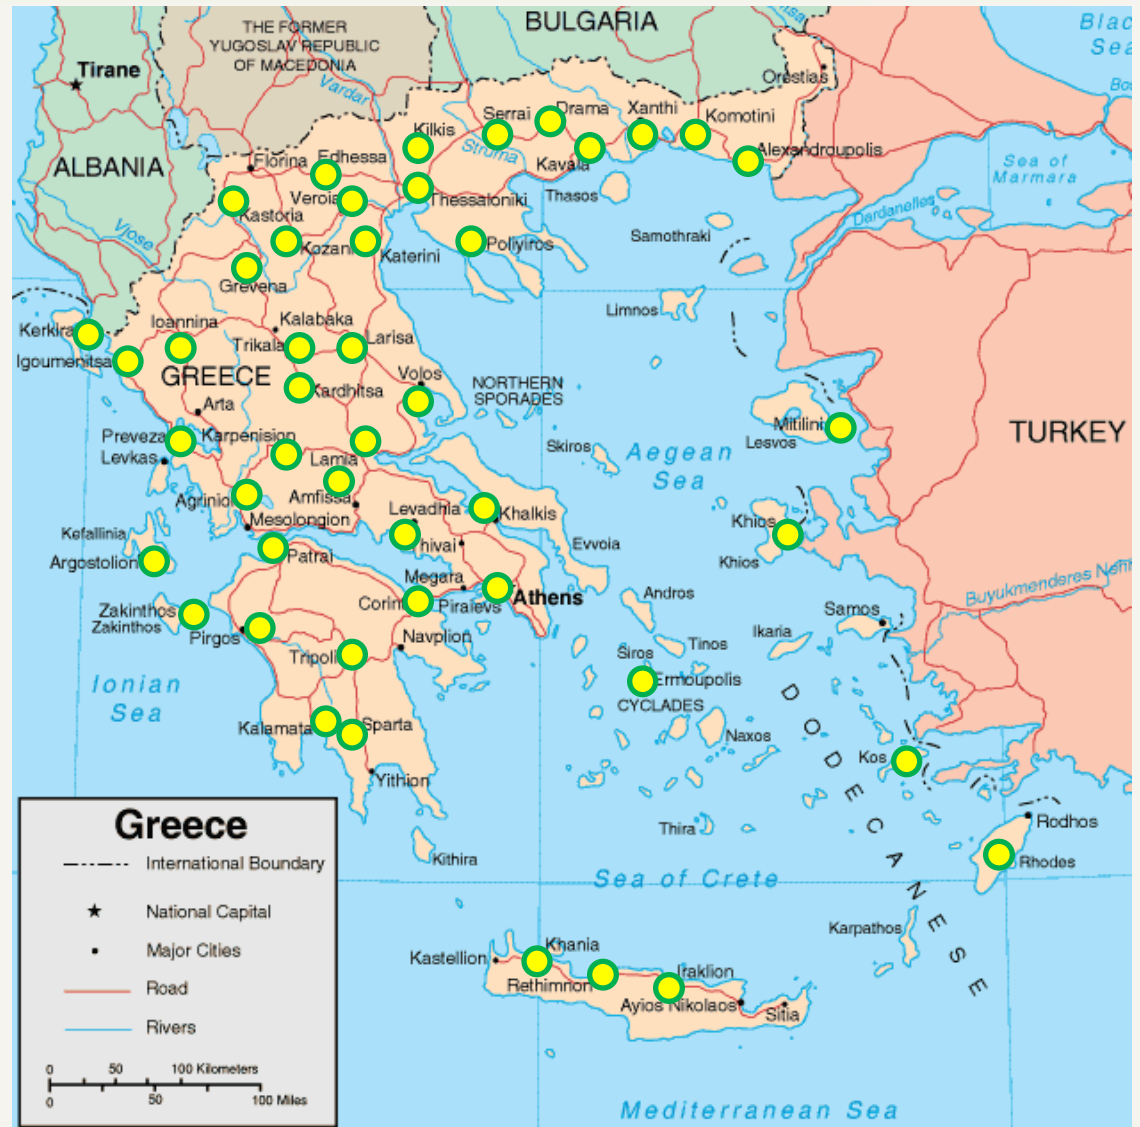 BULGARIA
THE FORMER
YUGOSLAV REPUBLIC
OF MACEDONIA
Tirane
Vardar
Orestias
Serrai
Drama
Xanthi
Komotini
Kilkis
Struma
ALBANIA
Florina
Edhessa
Kavala
Alexandroupolis
Sea of
Marmara
Veroia
Thessaloniki
Thasos
Kastoria
Dardanelles
Vjose
Kozani
Katerini
Poliyiros
Samothraki
Grevena
Limnos
Kerkira
Ioannina
Kalabaka
Igoumenitsa
Trikala
Larisa
GREECE
Volos
NORTHERN
SPORADES
Kardhitsa
Arta
Mitilini
Lesvos
TURKEY
Preveza
Karpenision
Levkas
Lamia
Skiros
Aegean
Sea
Agrinio
Amfissa
Levadhia
Khalkis
Mesolongion
Khios
Kefallinia
Thivai
Evvoia
Argostolion
Patrai
Khios
Megara
Athens
Buyukmenderes
Zakinthos
Zakinthos
Corin
Piraievs
Andros
Samos
Pirgos
Navplion
Ikaria
Tinos
Tripoli
Siros
Ermoupolis
Ionian
Sea
CYCLADES
Kalamata
Sparta
Naxos
DODECANESE
Kos
Yithion
Thira
Rodhos
Kithira
Rhodes
Sea of Crete
Karpathos
Kastellion
Khania
Rethimnon
Iraklion
Ayios Nikolaos
Sitia
Mediterranean Sea
Greece
International Boundary
National Capital
Major Cities
Road
Rivers
0 50 100 Kilometers
0 50 100 Miles